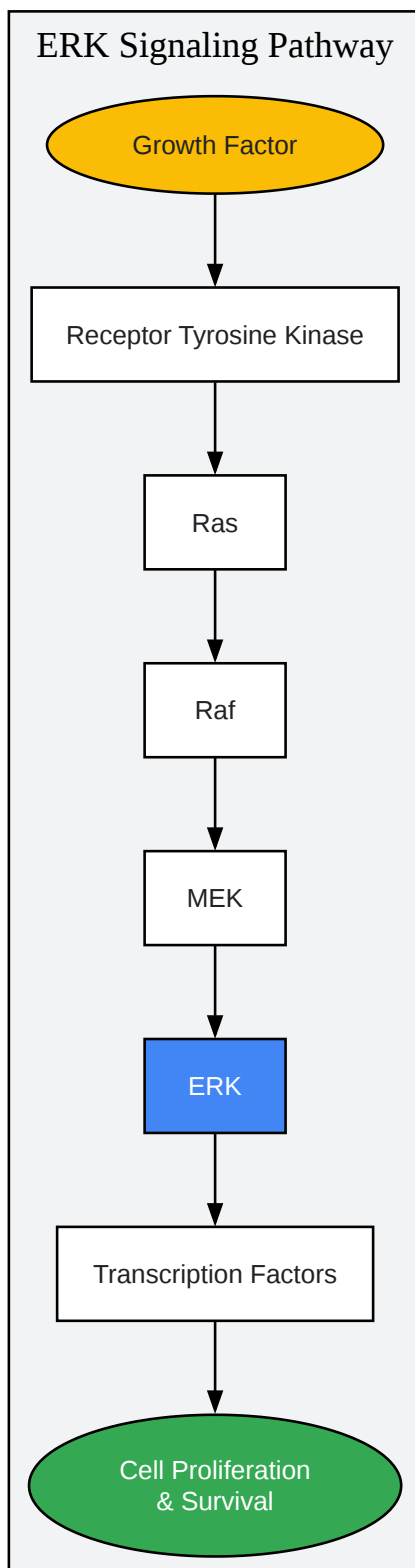 ERK Signaling Pathway
Growth Factor
Receptor Tyrosine Kinase
Ras
Raf
MEK
ERK
Transcription Factors
Cell Proliferation
& Survival